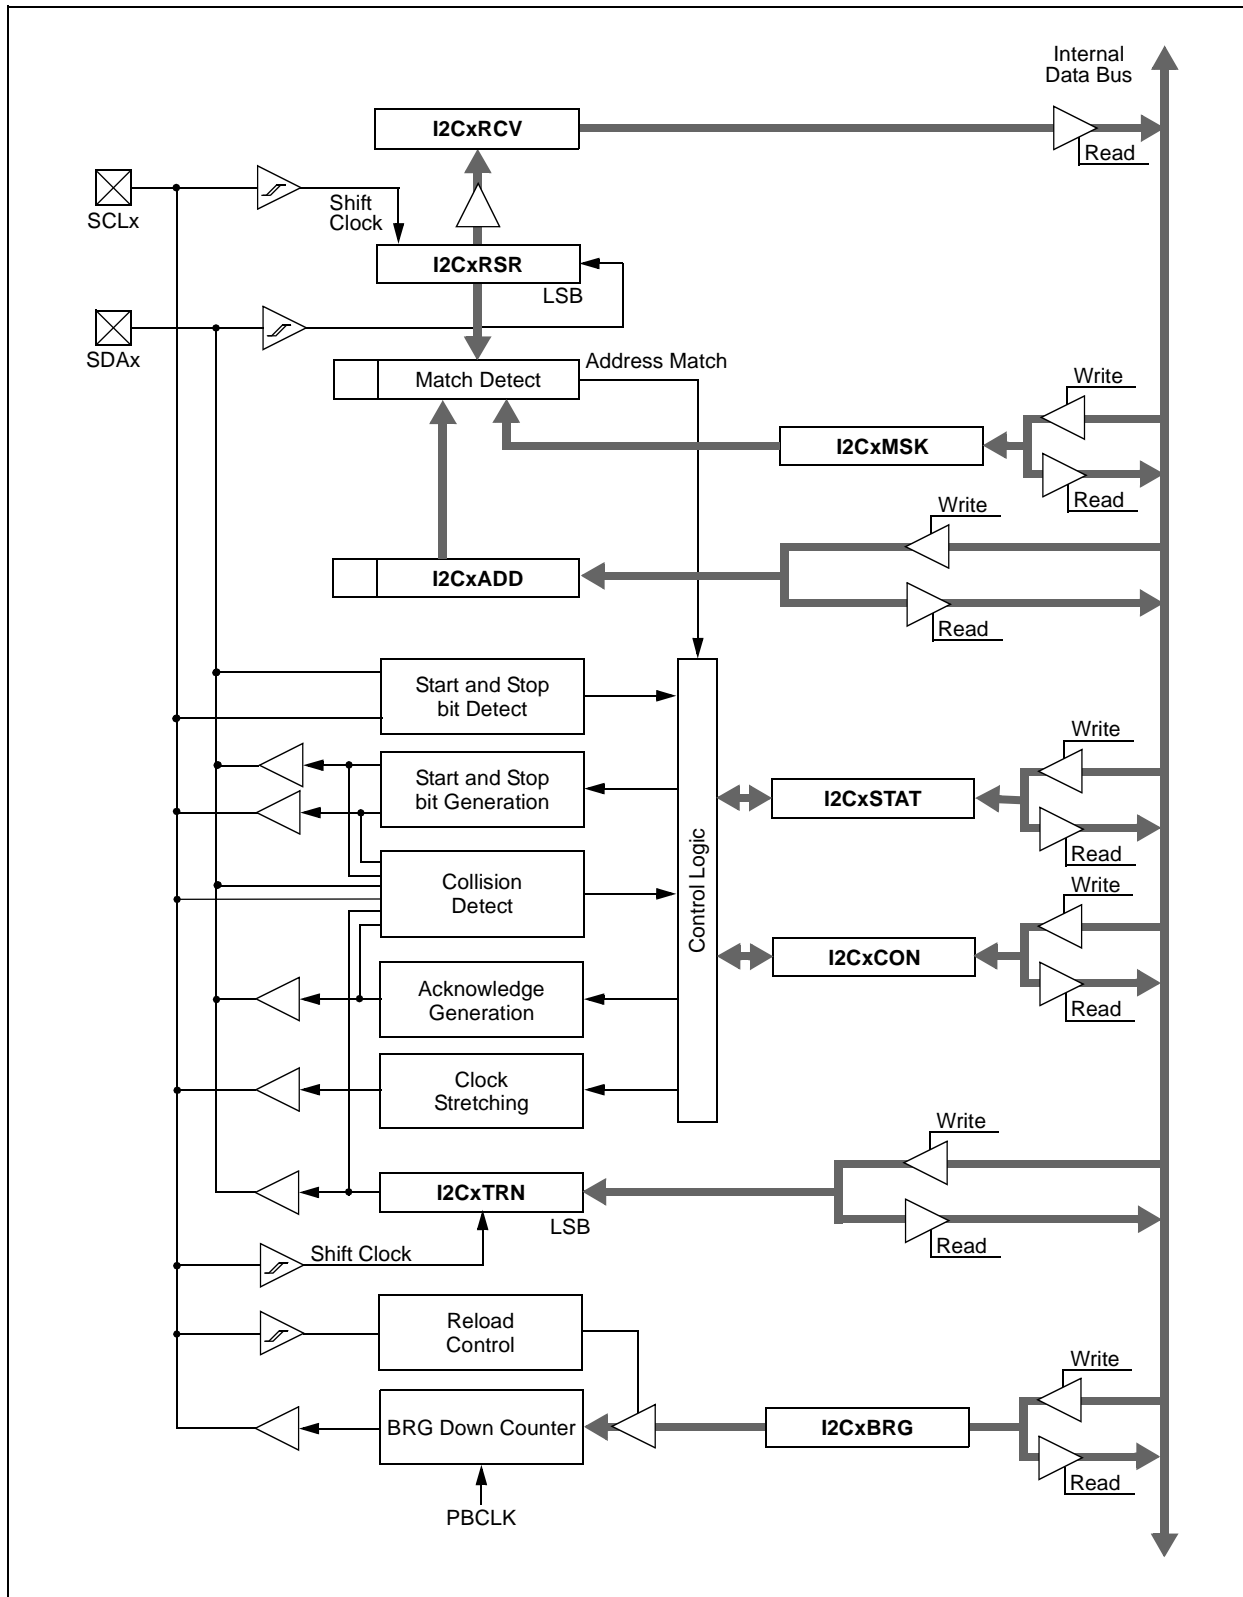 Internal
Data Bus
I2CxRCV
Read
SCLx
Shift
Clock
I2CxRSR
LSB
SDAx
Address Match
Match Detect
Write
I2CxMSK
Read
Write
I2CxADD
Read
Start and Stop
bit Detect
Write
Start and Stop
bit Generation
I2CxSTAT
Read
Control Logic
Collision
Detect
Write
I2CxCON
Read
Acknowledge
Generation
Clock
Stretching
Write
I2CxTRN
LSB
Read
Shift Clock
Reload
Control
Write
BRG Down Counter
I2CxBRG
Read
PBCLK